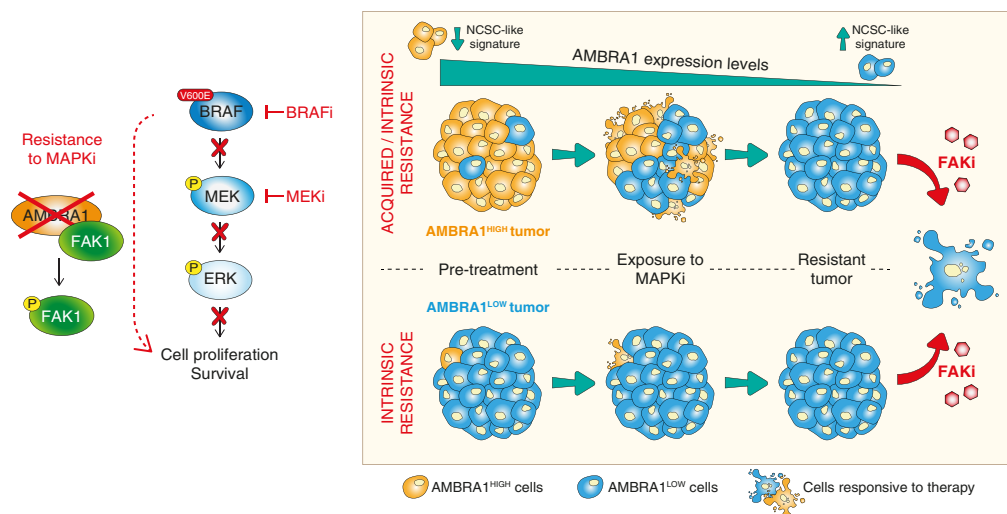 V600E
BRAF
BRAFi
Resistance
to MAPKi
P
MEK
MEKi
AMBRA1
FAK1
P
ERK
P
FAK1
Cell proliferation
Survival
NCSC-like
signature
AMBRA1 expression levels
NCSC-like
signature
ACQUIRED / INTRINSIC
RESISTANCE
FAKi
AMBRA1HIGH tumor
Pre-treatment
Exposure to
MAPKi
Resistant
tumor
AMBRA1LOW tumor
INTRINSIC
RESISTANCE
FAKi
AMBRA1HIGH cells
AMBRA1LOW cells
Cells responsive to therapy